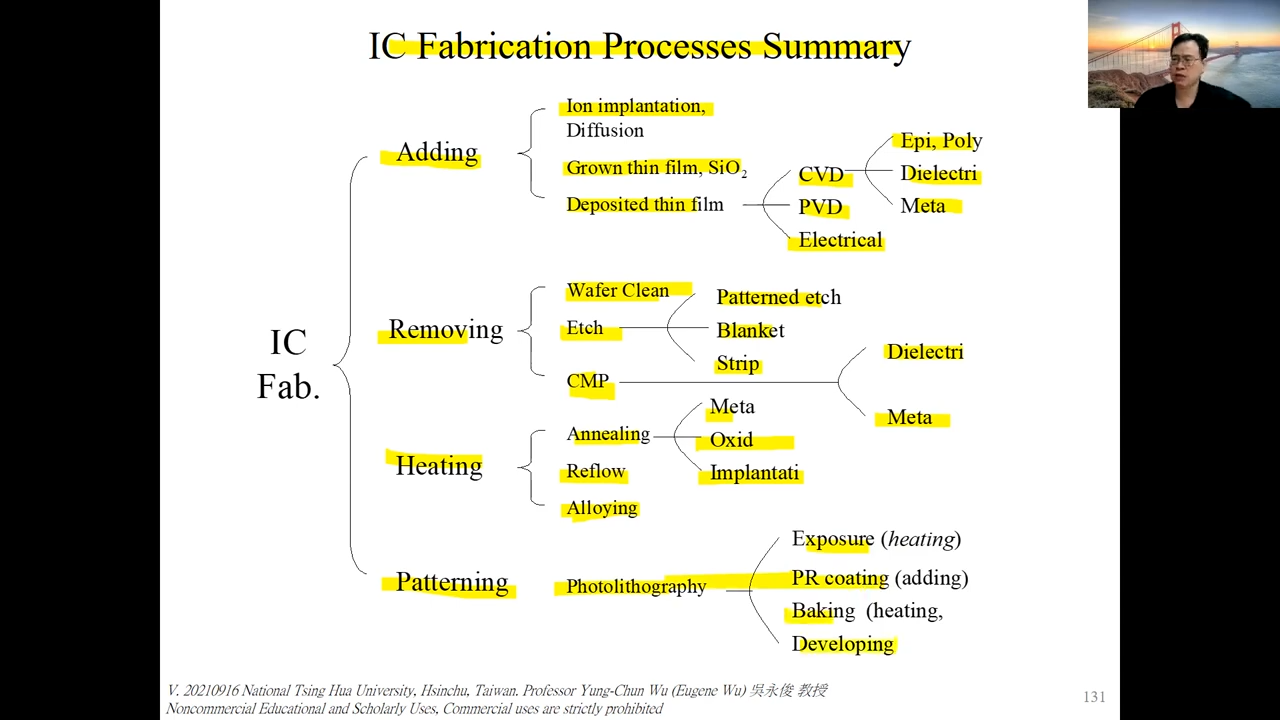 IC Fabrication Processes Summary
IC
Fab.
Adding
Ion implantation,
Diffusion
Grown thin film, SiO₂
Deposited thin film
CVD
PVD
Electrical
Epi, Poly
Dielectri
Meta
Removing
Wafer Clean
Etch
Patterned etch
Blanket
Strip
CMP
Dielectri
Meta
Heating
Annealing
Meta
Oxid
Implantati
Reflow
Alloying
Patterning
Photolithography
Exposure (heating)
PR coating (adding)
Baking (heating,
Developing
V. 20210916 National Tsing Hua University, Hsinchu, Taiwan. Professor Yung-Chun Wu (Eugene Wu) 吳永俊 教授
Noncommercial Educational and Scholarly Uses, Commercial uses are strictly prohibited
131